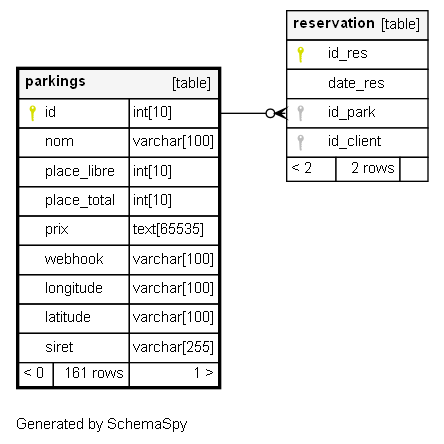 reservation [table]
id_res
date_res
id_park
id_client
< 2 2 rows
parkings [table]
id int[10]
nom varchar[100]
place_libre int[10]
place_total int[10]
prix text[65535]
webhook varchar[100]
longitude varchar[100]
latitude varchar[100]
siret varchar[255]
< 0 161 rows 1 >
Generated by SchemaSpy